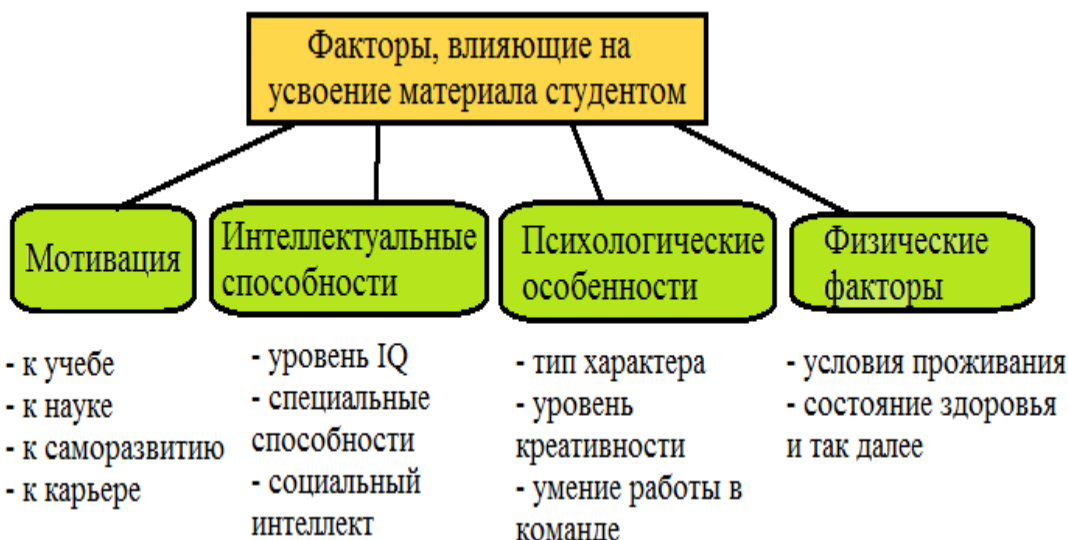 Факторы, влияющие на
усвоение материала студентом
Мотивация
- к учебе
- к науке
- к саморазвитию
- к карьере
Интеллектуальные
способности
- уровень IQ
- специальные
способности
- социальный
интеллект
Психологические
особенности
- тип характера
- уровень
креативности
- умение работы в
команде
Физические
факторы
- условия проживания
- состояние здоровья
и так далее